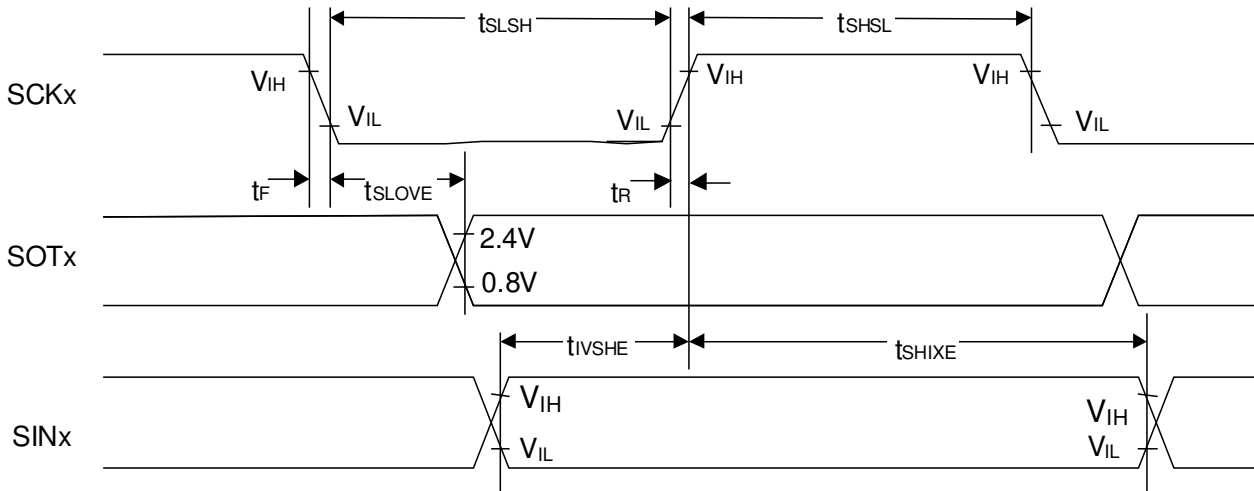 tSLSH
tSHSL
SCKx
VIH
VIH
VIH
VIL
VIL
VIL
tF
tSLOVE
tR
SOTx
2.4V
0.8V
tIVSHE
tSHIXE
SINx
VIH
VIH
VIL
VIL